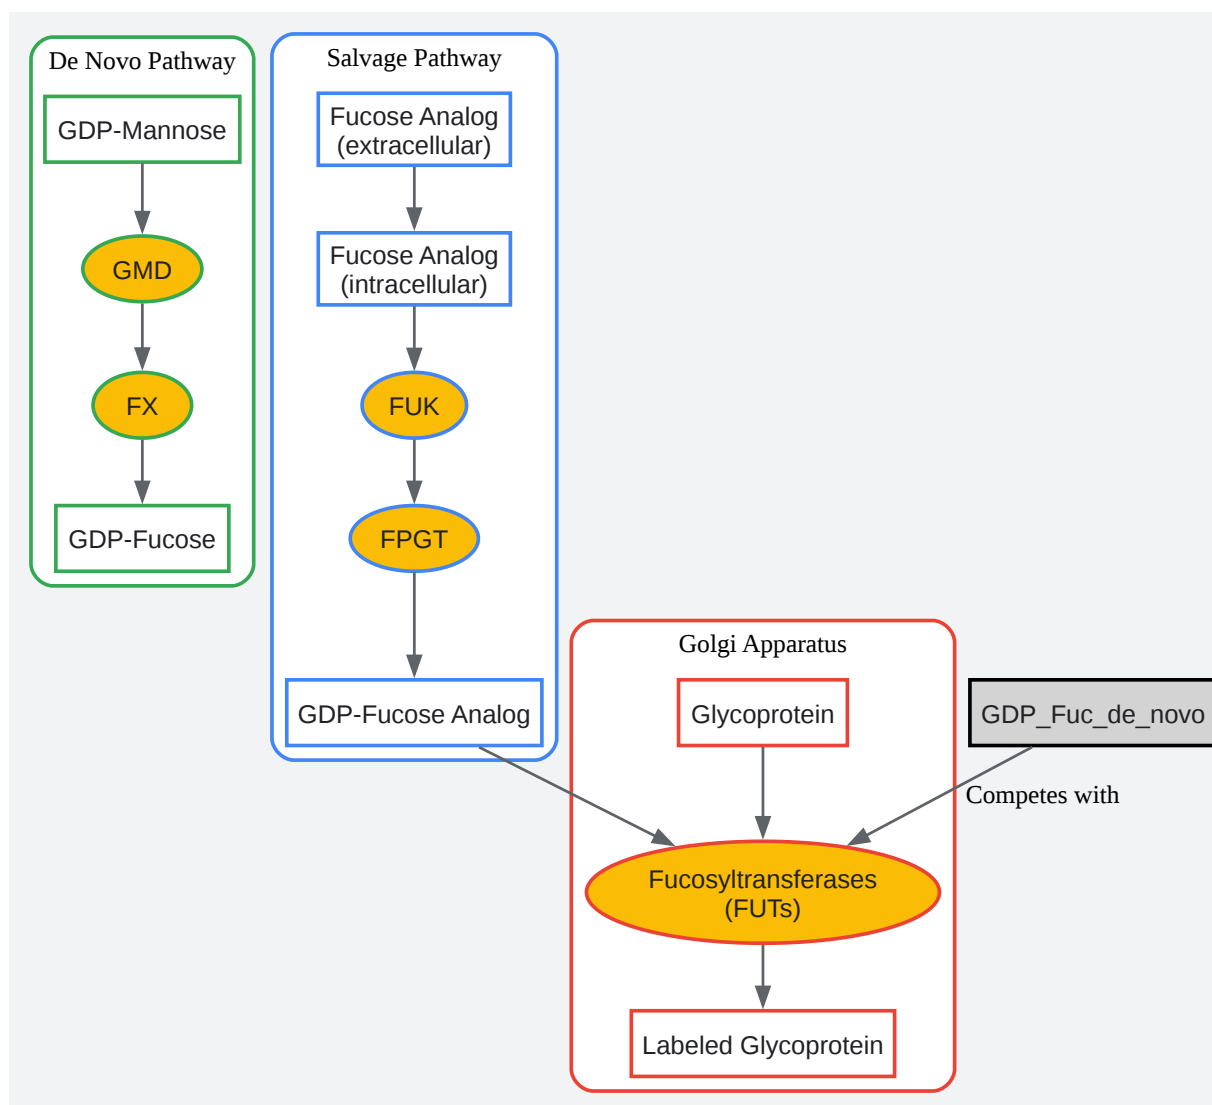 De Novo Pathway
GDP-Mannose
GMD
FX
GDP-Fucose
Salvage Pathway
Fucose Analog
(extracellular)
Fucose Analog
(intracellular)
FUK
FPGT
GDP-Fucose Analog
Golgi Apparatus
Glycoprotein
GDP_Fuc_de_novo
Competes with
Fucosyltransferases
(FUTs)
Labeled Glycoprotein